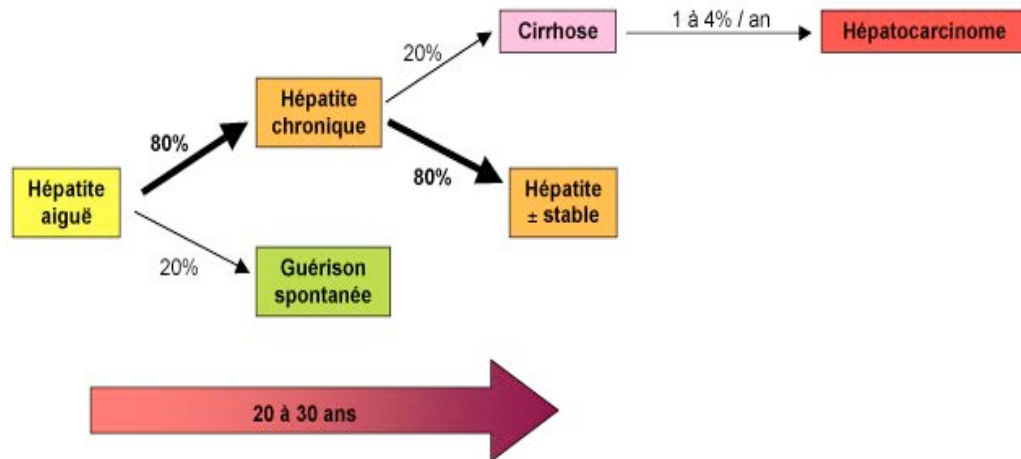 Cirrhose
1 à 4% / an
Hépatocarcinome
20%
Hépatite
chronique
80%
80%
Hépatite
aiguë
Hépatite
± stable
20%
Guérison
spontanée
20 à 30 ans